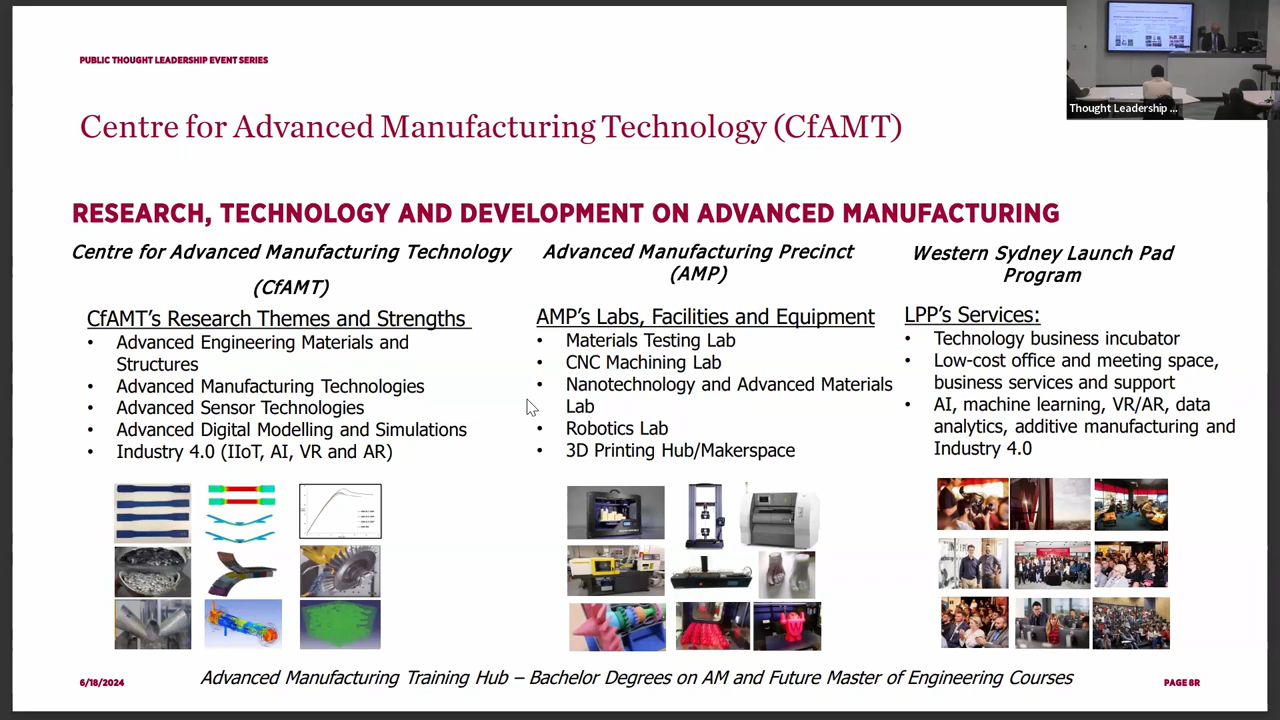 PUBLIC THOUGHT LEADERSHIP EVENT SERIES
Thought Leadership ...
Centre for Advanced Manufacturing Technology (CfAMT)
RESEARCH, TECHNOLOGY AND DEVELOPMENT ON ADVANCED MANUFACTURING
Centre for Advanced Manufacturing Technology
(CfAMT)
CfAMT's Research Themes and Strengths
• Advanced Engineering Materials and
Structures
• Advanced Manufacturing Technologies
• Advanced Sensor Technologies
• Advanced Digital Modelling and Simulations
• Industry 4.0 (IIoT, AI, VR and AR)
Advanced Manufacturing Precinct
(AMP)
AMP's Labs, Facilities and Equipment
• Materials Testing Lab
• CNC Machining Lab
• Nanotechnology and Advanced Materials
Lab
• Robotics Lab
• 3D Printing Hub/Makerspace
Western Sydney Launch Pad
Program
LPP's Services:
• Technology business incubator
• Low-cost office and meeting space,
business services and support
• AI, machine learning, VR/AR, data
analytics, additive manufacturing and
Industry 4.0
Advanced Manufacturing Training Hub – Bachelor Degrees on AM and Future Master of Engineering Courses
6/18/2024
PAGE 8R